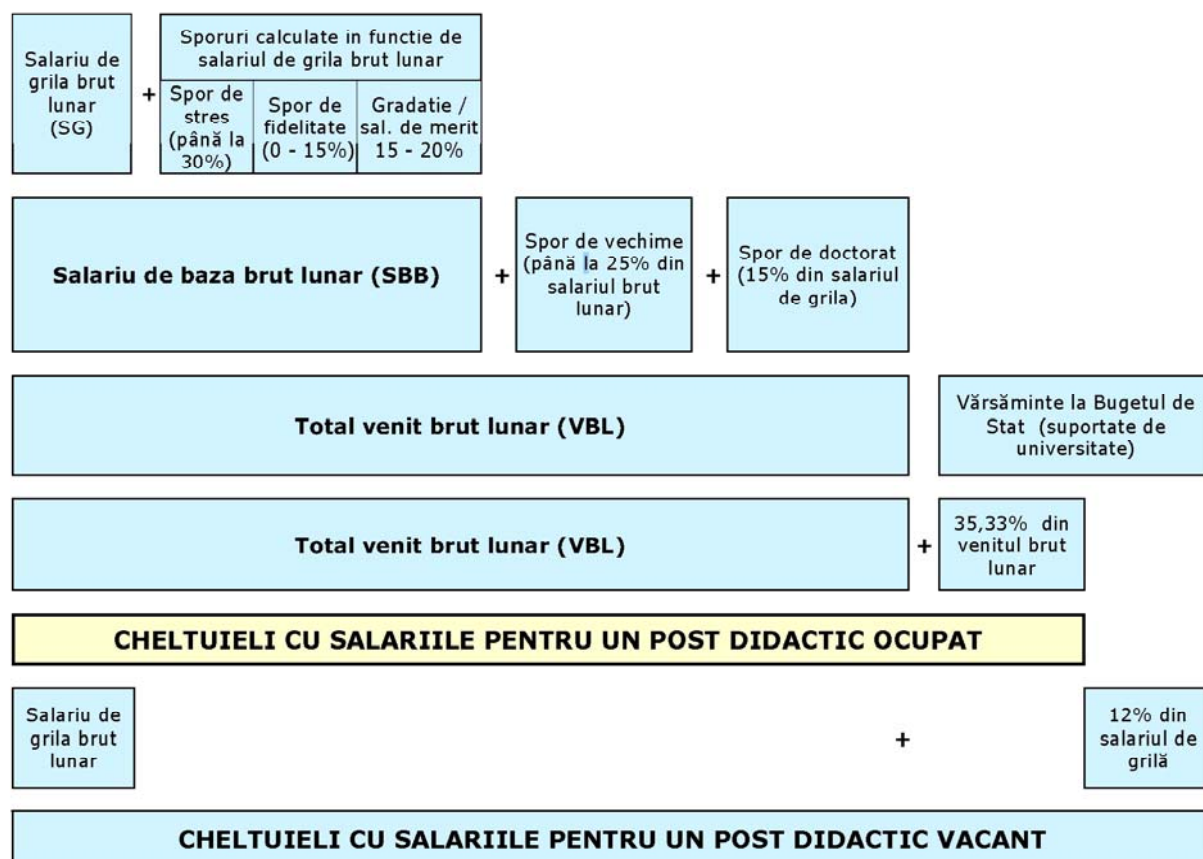 Salariu de
grila brut
lunar
(SG)
+
Sporuri calculate in functie de
salariul de grila brut lunar
Spor de
stres
(până la
30%)
Spor de
fidelitate
(0 - 15%)
Gradatie /
sal. de merit
15 - 20%
Salariu de baza brut lunar (SBB)
+
Spor de vechime
(până la 25% din
salariul brut
lunar)
+
Spor de doctorat
(15% din salariul
de grila)
Total venit brut lunar (VBL)
Vărsăminte la Bugetul de
Stat (suportate de
universitate)
Total venit brut lunar (VBL)
+
35,33% din
venitul brut
lunar
CHELTUIELI CU SALARIILE PENTRU UN POST DIDACTIC OCUPAT
Salariu de
grila brut
lunar
+
12% din
salariul de
grilă
CHELTUIELI CU SALARIILE PENTRU UN POST DIDACTIC VACANT